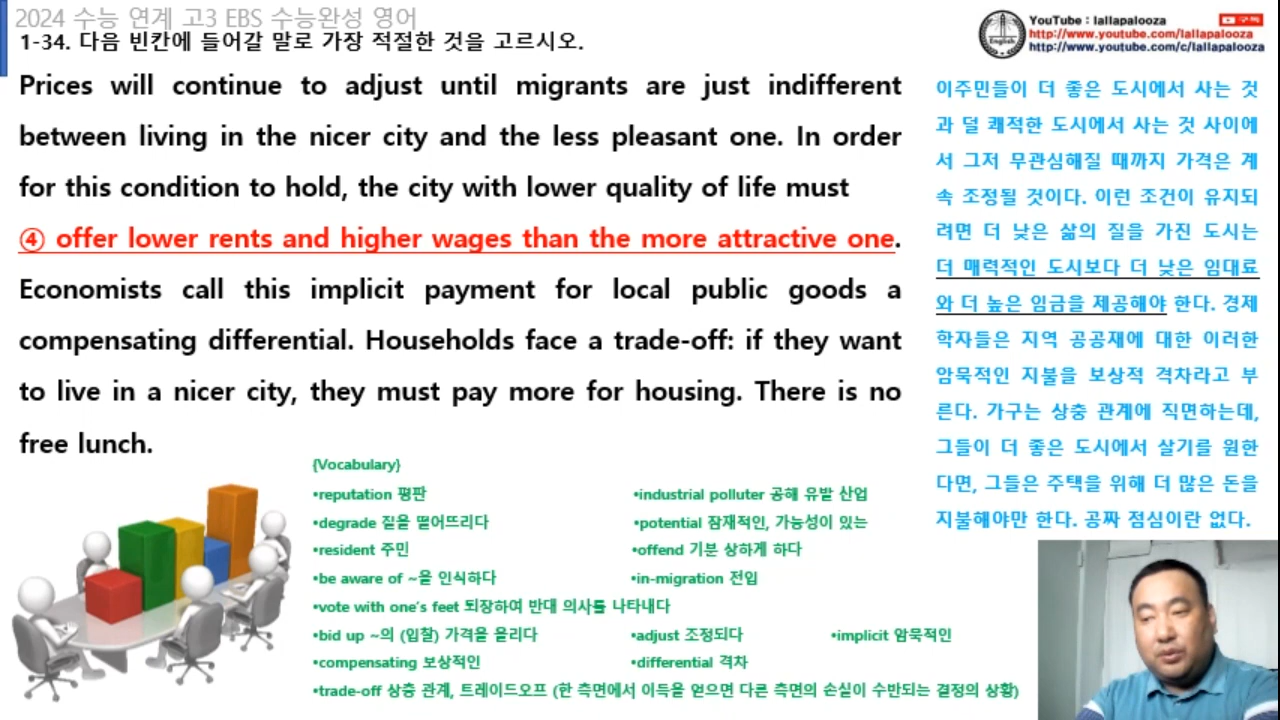 2024 수능 연계 고3 EBS 수능완성 영어
1-34. 다음 빈칸에 들어갈 말로 가장 적절한 것을 고르시오.
YouTube : lallapalooza
구독
http://www.youtube.com/lallapalooza
http://www.youtube.com/c/lallapalooza
English
Prices will continue to adjust until migrants are just indifferent
between living in the nicer city and the less pleasant one. In order
for this condition to hold, the city with lower quality of life must
④ offer lower rents and higher wages than the more attractive one.
Economists call this implicit payment for local public goods a
compensating differential. Households face a trade-off: if they want
to live in a nicer city, they must pay more for housing. There is no
free lunch.
이주민들이 더 좋은 도시에서 사는 것
과 덜 쾌적한 도시에서 사는 것 사이에
서 그저 무관심해질 때까지 가격은 계
속 조정될 것이다. 이런 조건이 유지되
려면 더 낮은 삶의 질을 가진 도시는
더 매력적인 도시보다 더 낮은 임대료
와 더 높은 임금을 제공해야 한다. 경제
학자들은 지역 공공재에 대한 이러한
암묵적인 지불을 보상적 격차라고 부
른다. 가구는 상충 관계에 직면하는데,
그들이 더 좋은 도시에서 살기를 원한
다면, 그들은 주택을 위해 더 많은 돈을
지불해야만 한다. 공짜 점심이란 없다.
{Vocabulary}
•reputation 평판 •industrial polluter 공해 유발 산업
•degrade 질을 떨어뜨리다 •potential 잠재적인, 가능성이 있는
•resident 주민 •offend 기분 상하게 하다
•be aware of ~을 인식하다 •in-migration 전입
•vote with one's feet 퇴장하여 반대 의사를 나타내다
•bid up ~의 (입찰) 가격을 올리다 •adjust 조정되다 •implicit 암묵적인
•compensating 보상적인 •differential 격차
•trade-off 상충 관계, 트레이드오프 (한 측면에서 이득을 얻으면 다른 측면의 손실이 수반되는 결정의 상황)